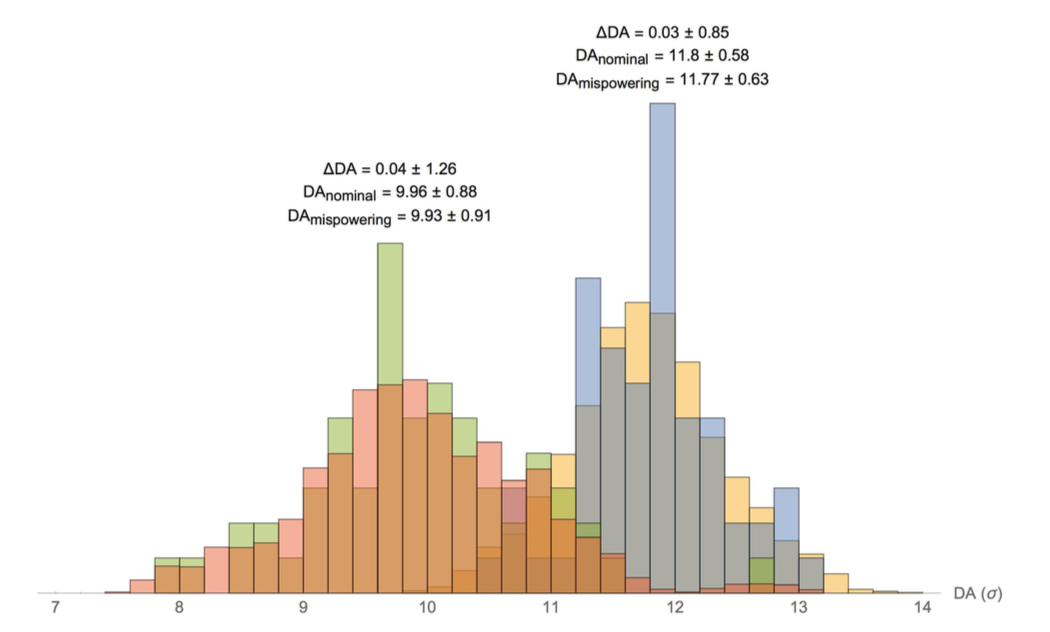 ΔDA = 0.03 ± 0.85
DAnominal = 11.8 ± 0.58
DAmispowering = 11.77 ± 0.63
ΔDA = 0.04 ± 1.26
DAnominal = 9.96 ± 0.88
DAmispowering = 9.93 ± 0.91
7 8 9 10 11 12 13 14 DA (σ)